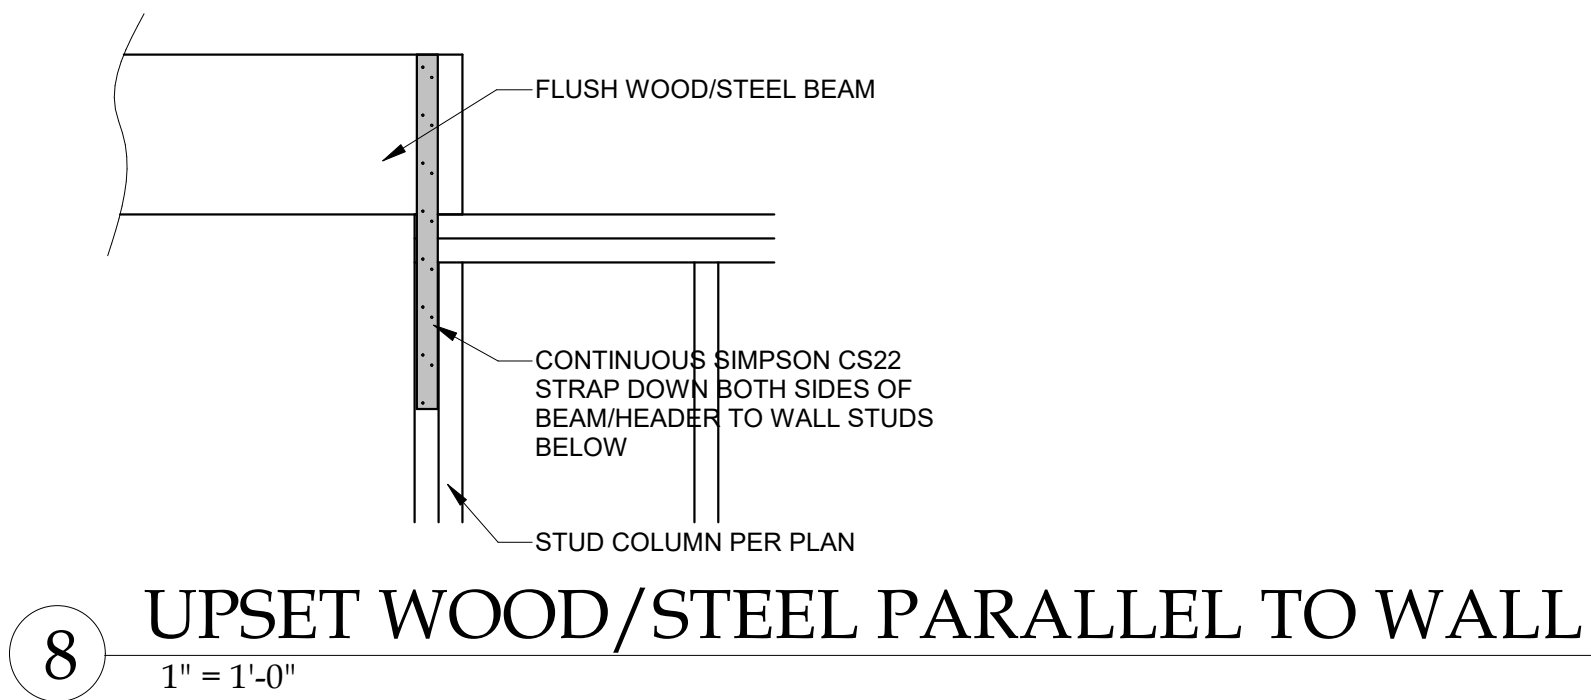 FLUSH WOOD/STEEL BEAM
CONTINUOUS SIMPSON CS22
STRAP DOWN BOTH SIDES OF
BEAM/HEADER TO WALL STUDS
BELOW
STUD COLUMN PER PLAN
8
UPSET WOOD/STEEL PARALLEL TO WALL
1" = 1'-0"